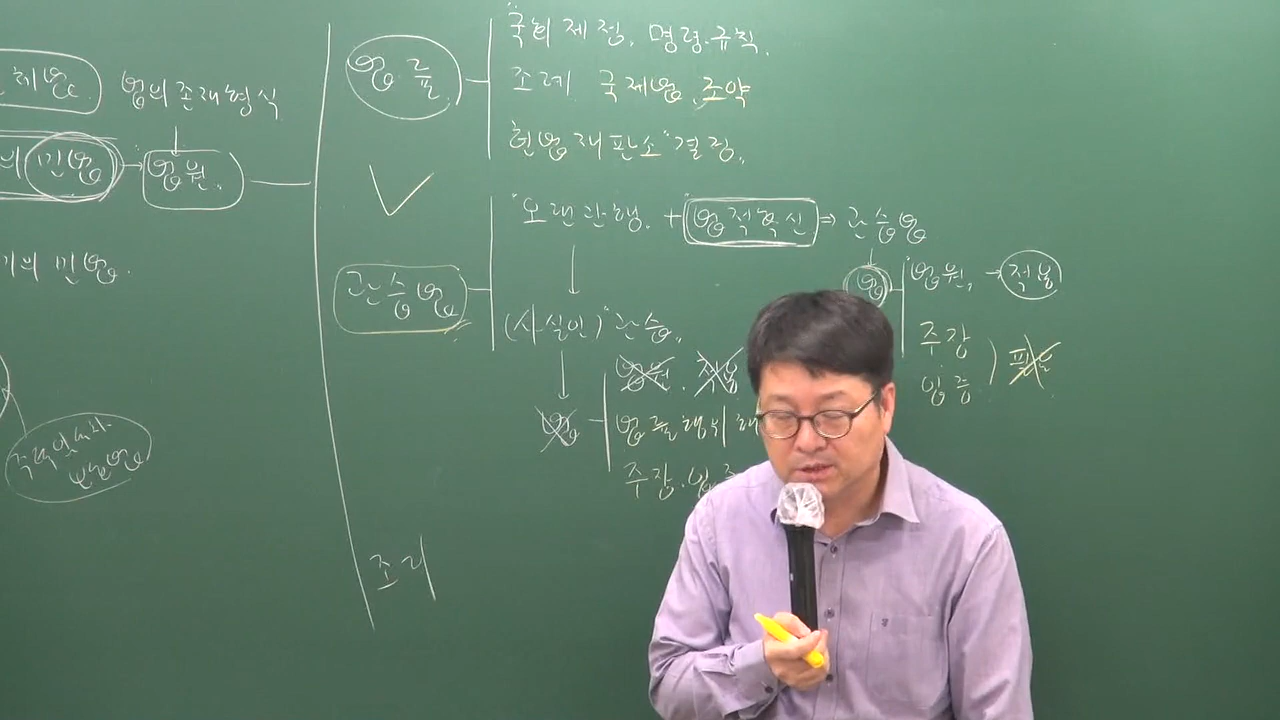 법의 존재형식
의 민법 → 법원
의 민법.
법률
국회 제정, 명령·규칙.
조례 국제법, 조약
헌법재판소 "결정"
관습법
"오랜관행. + 법적확신 ⇒ 관습법
법 법원, → 적용
주장
입증
(사실인) "관습"
법원, 적용
법 법률행위 해
주장·입
조리